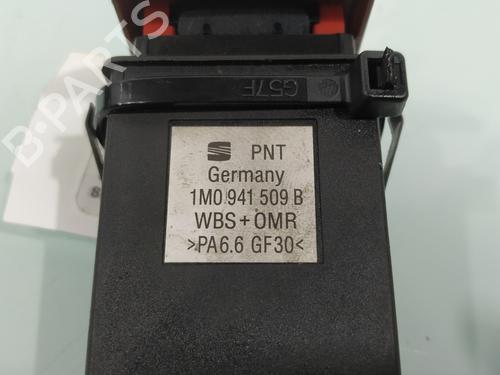 G57F
PNT
Germany
1M0 941 509 B
WBS + OMR
>PA6.6 GF30<
B-PARTS
S